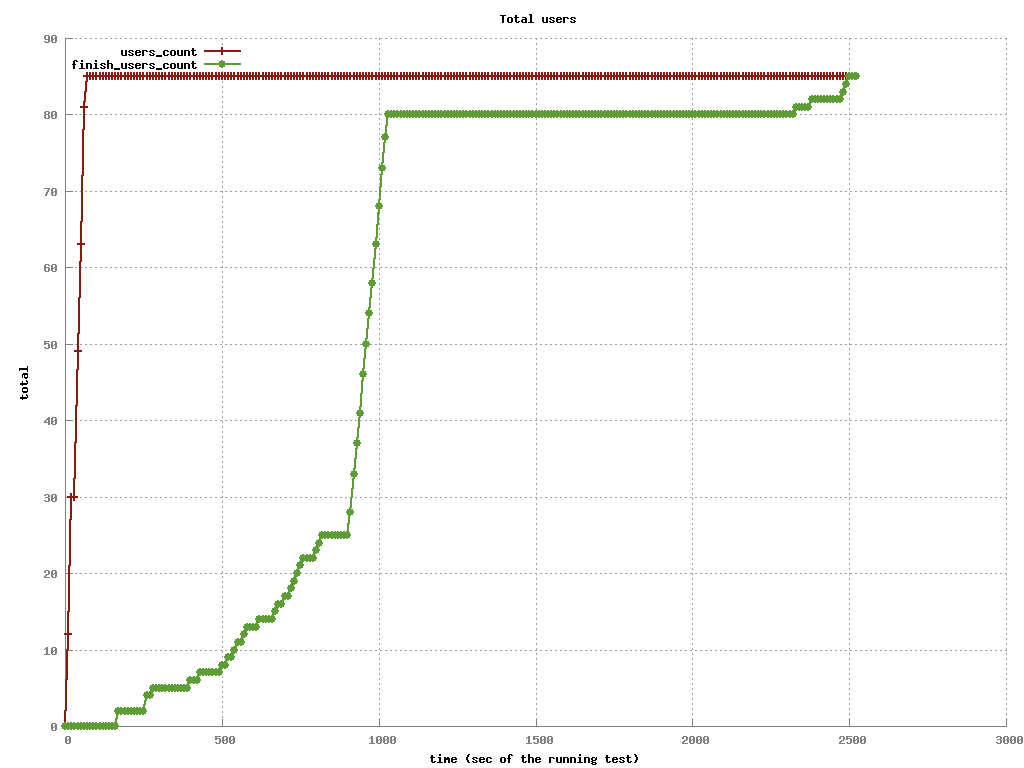 Total users
users_count
finish_users_count
90
80
70
60
50
40
30
20
10
0
total
0 500 1000 1500 2000 2500 3000
time (sec of the running test)